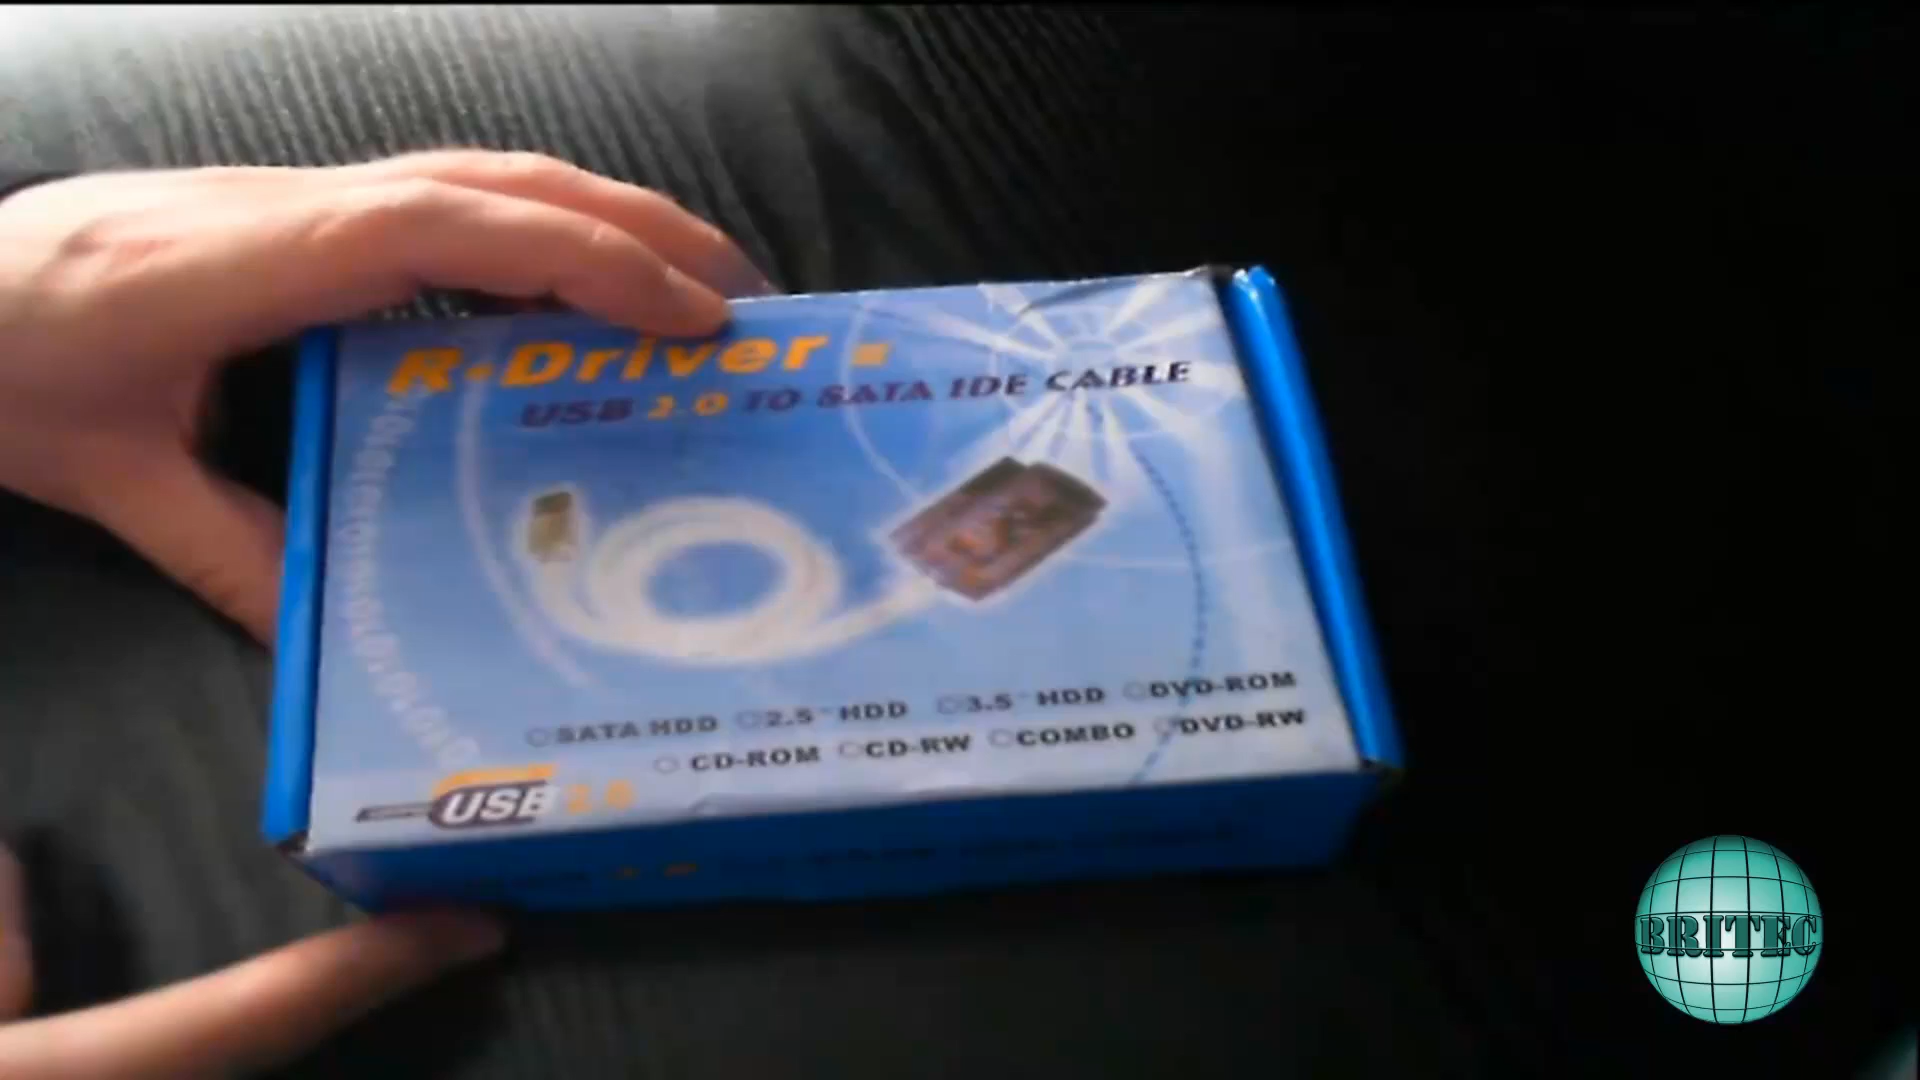 R-Driver
USB 2.0 TO SATA IDE CABLE
SATA HDD 2.5" HDD 3.5" HDD DVD-ROM
CD-ROM CD-RW COMBO DVD-RW
USB 2.0
BRITEC